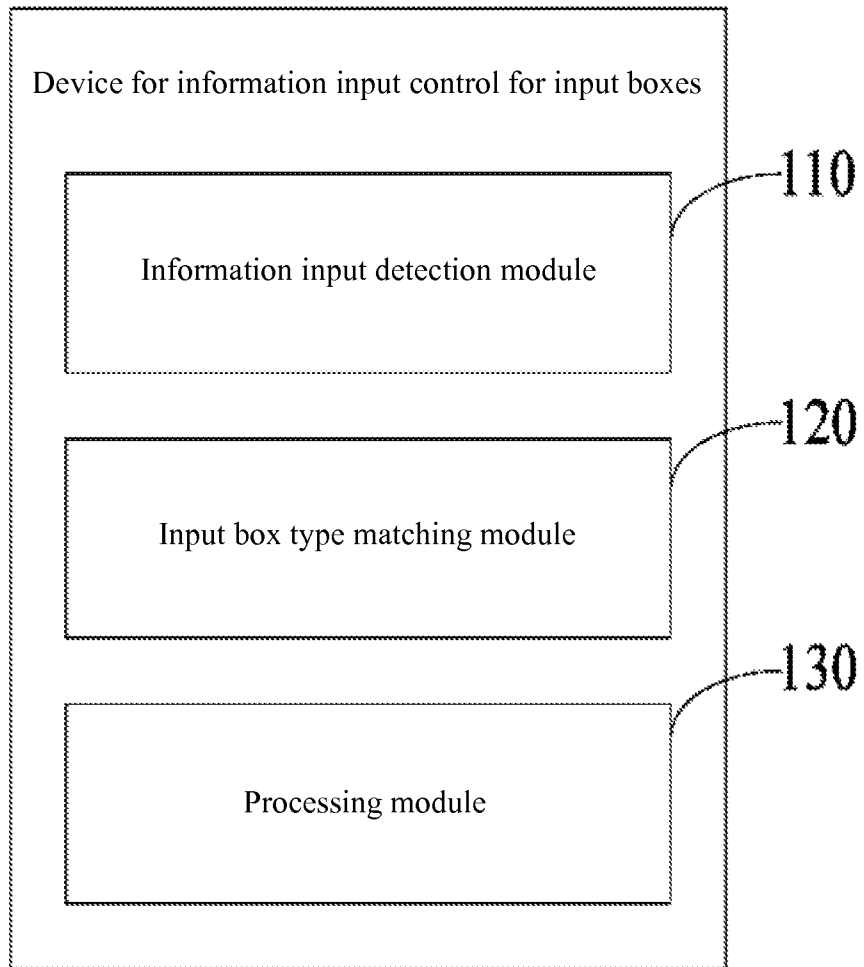 Device for information input control for input boxes
110
Information input detection module
120
Input box type matching module
130
Processing module